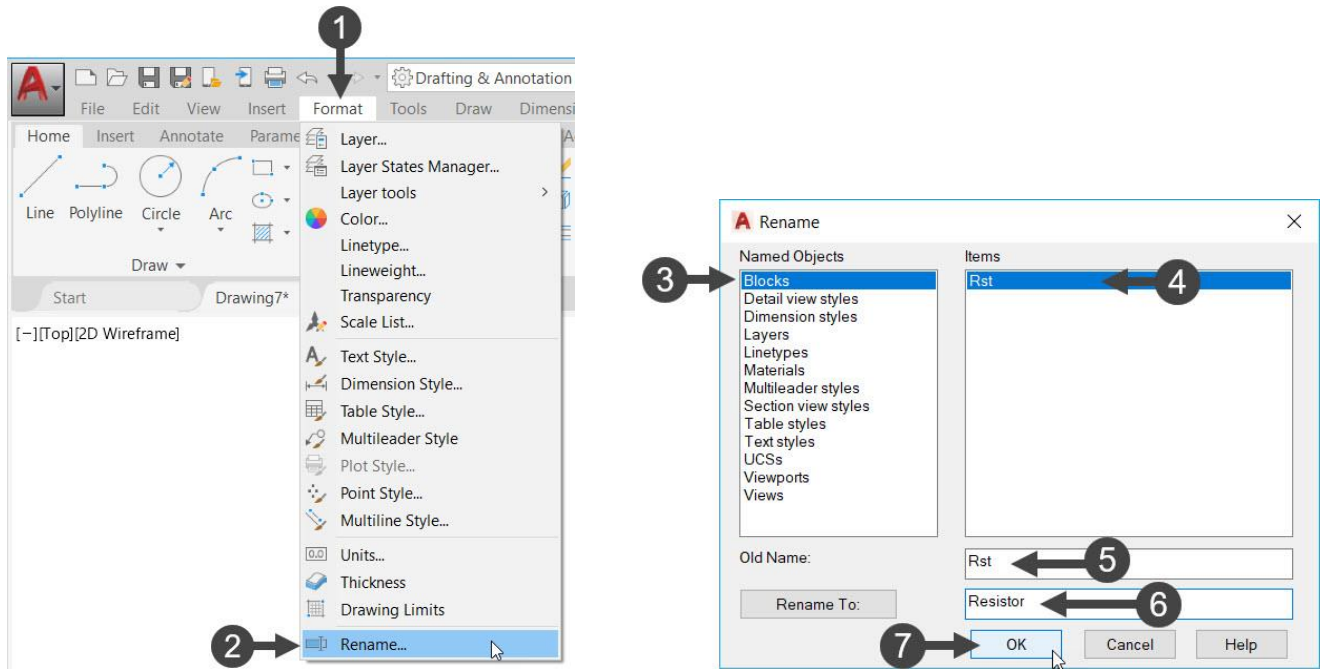 1
Drafting & Annotation
File Edit View Insert Format Tools Draw Dimensi
Home Insert Annotate Parame
Line Polyline Circle Arc
Draw
Start Drawing7*
[−][Top][2D Wireframe]
Layer...
Layer States Manager...
Layer tools
Color...
Linetype...
Lineweight...
Transparency
Scale List...
Text Style...
Dimension Style...
Table Style...
Multileader Style
Plot Style...
Point Style...
Multiline Style...
0.0 Units...
Thickness
Drawing Limits
2
Rename...
A Rename
Named Objects Items
3 Blocks Rst 4
Detail view styles
Dimension styles
Layers
Linetypes
Materials
Multileader styles
Section view styles
Table styles
Text styles
UCSs
Viewports
Views
Old Name: Rst 5
Rename To: Resistor 6
7 OK Cancel Help